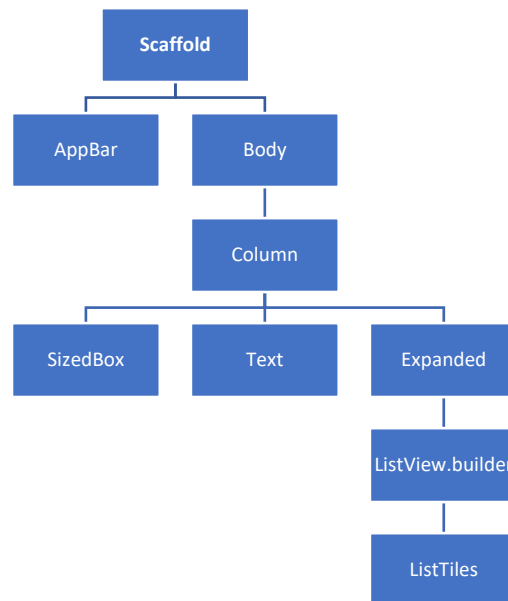 Scaffold
AppBar
Body
Column
SizedBox
Text
Expanded
ListView.builder
ListTiles